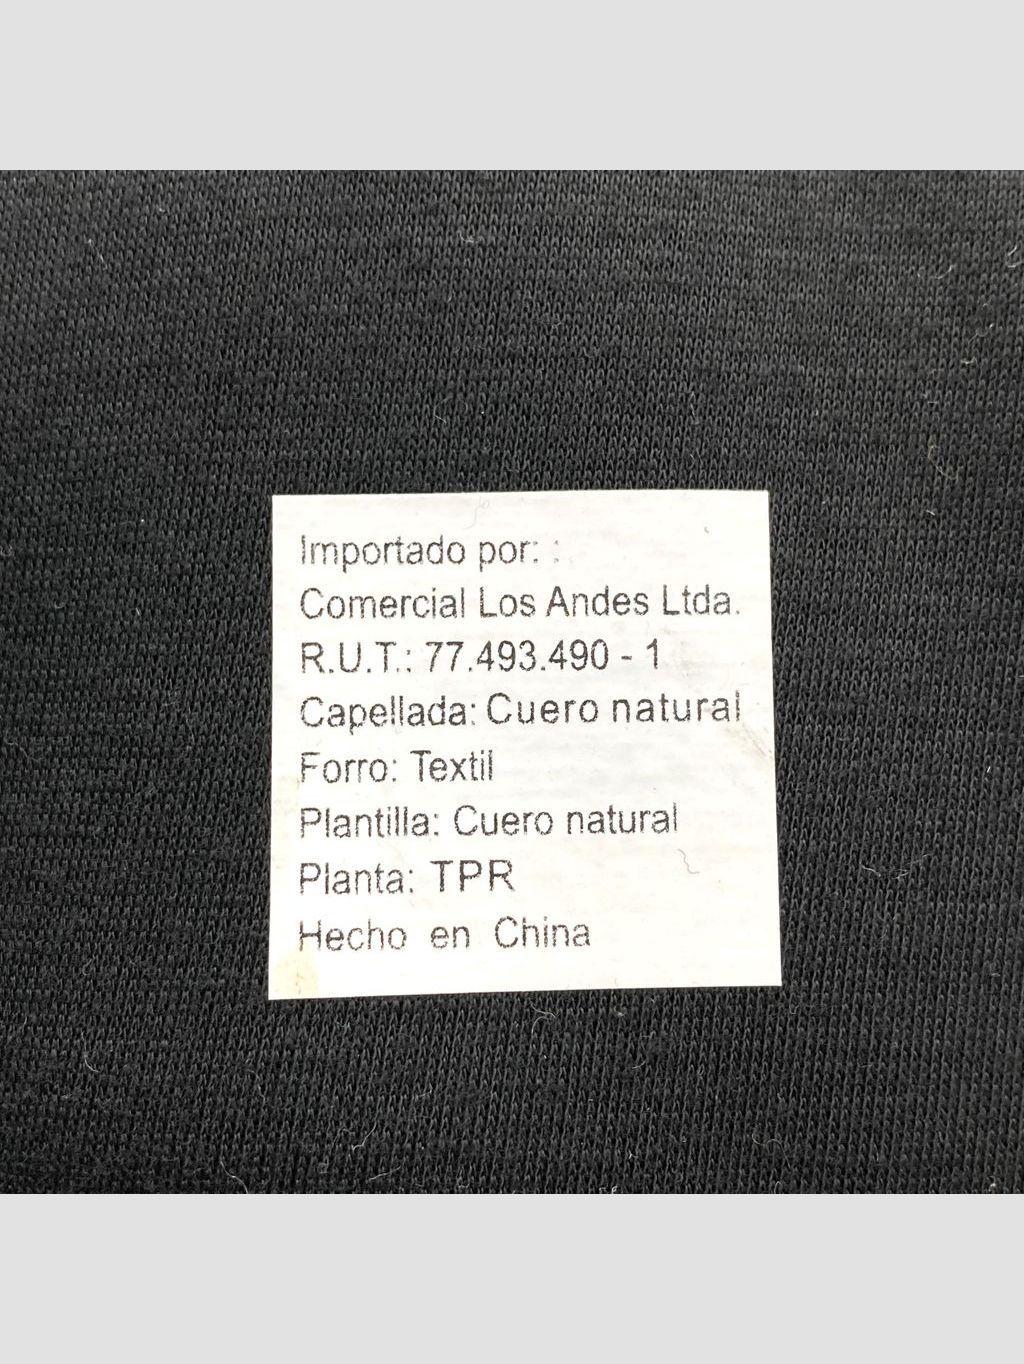 Importado por: :
Comercial Los Andes Ltda.
R.U.T.: 77.493.490 - 1
Capellada: Cuero natural
Forro: Textil
Plantilla: Cuero natural
Planta: TPR
Hecho en China